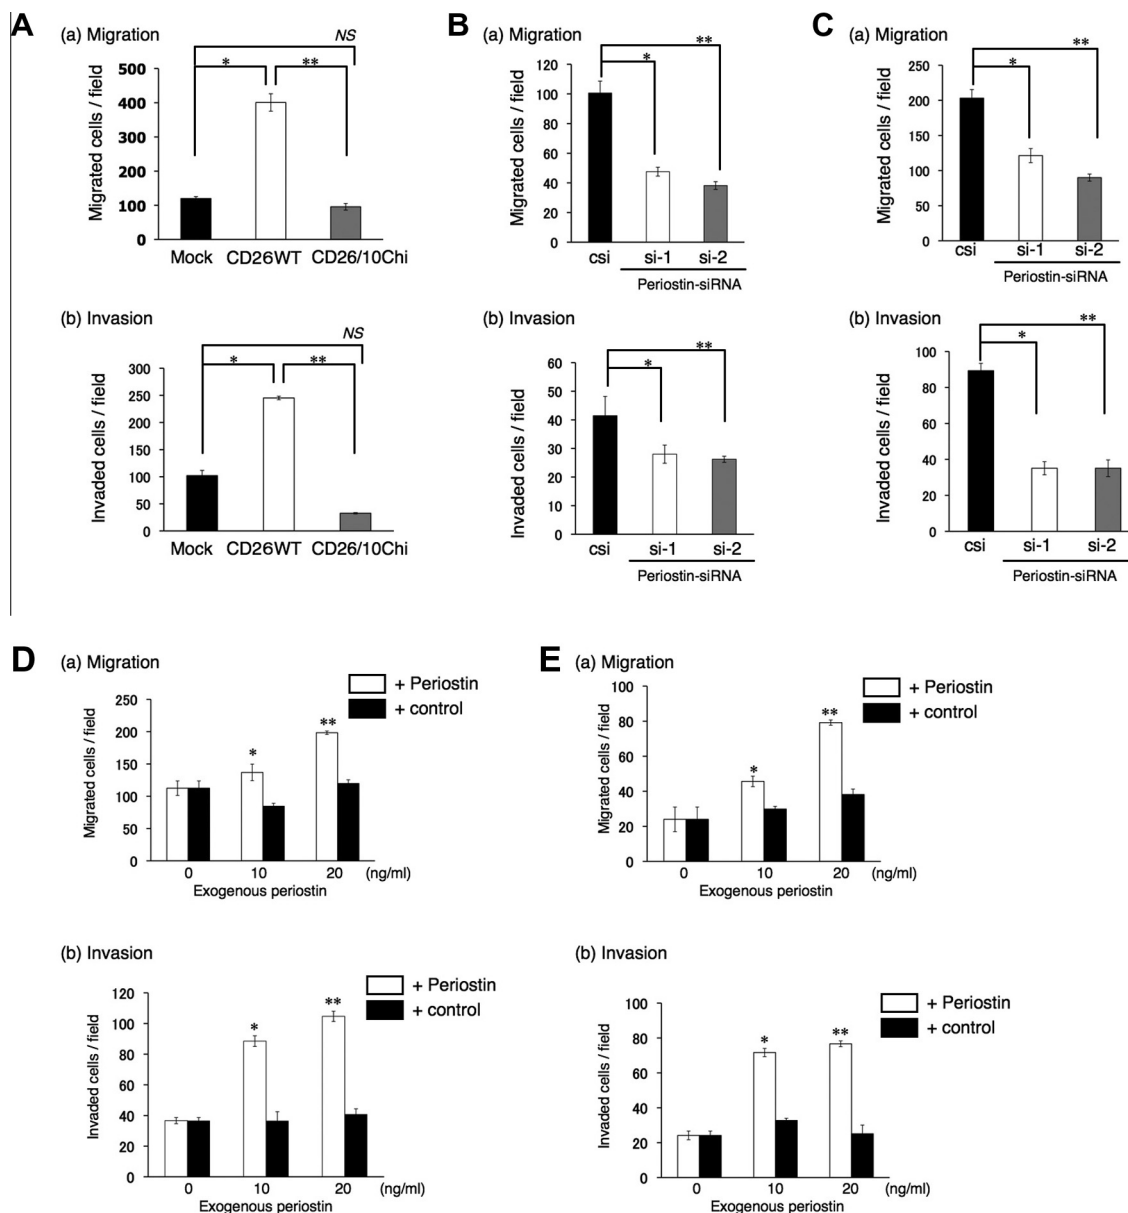 A
(a) Migration
NS
*
**
Migrated cells / field
500
400
300
200
100
0
Mock CD26WT CD26/10Chi
(b) Invasion
NS
*
**
Invaded cells / field
300
250
200
150
100
50
0
Mock CD26WT CD26/10Chi
B
(a) Migration
**
*
Migrated cells / field
120
100
80
60
40
20
0
csi si-1 si-2
Periostin-siRNA
(b) Invasion
**
*
Invaded cells / field
60
50
40
30
20
10
0
csi si-1 si-2
Periostin-siRNA
C
(a) Migration
**
*
Migrated cells / field
250
200
150
100
50
0
csi si-1 si-2
Periostin-siRNA
(b) Invasion
**
*
Invaded cells / field
100
80
60
40
20
0
csi si-1 si-2
Periostin-siRNA
D
(a) Migration
+ Periostin
+ control
Migrated cells / field
250
200
150
100
50
0
*
**
0 10 20 (ng/ml)
Exogenous periostin
(b) Invasion
+ Periostin
+ control
Invaded cells / field
120
100
80
60
40
20
0
*
**
0 10 20 (ng/ml)
Exogenous periostin
E
(a) Migration
+ Periostin
+ control
Migrated cells / field
100
80
60
40
20
0
*
**
0 10 20 (ng/ml)
Exogenous periostin
(b) Invasion
+ Periostin
+ control
Invaded cells / field
100
80
60
40
20
0
*
**
0 10 20 (ng/ml)
Exogenous periostin